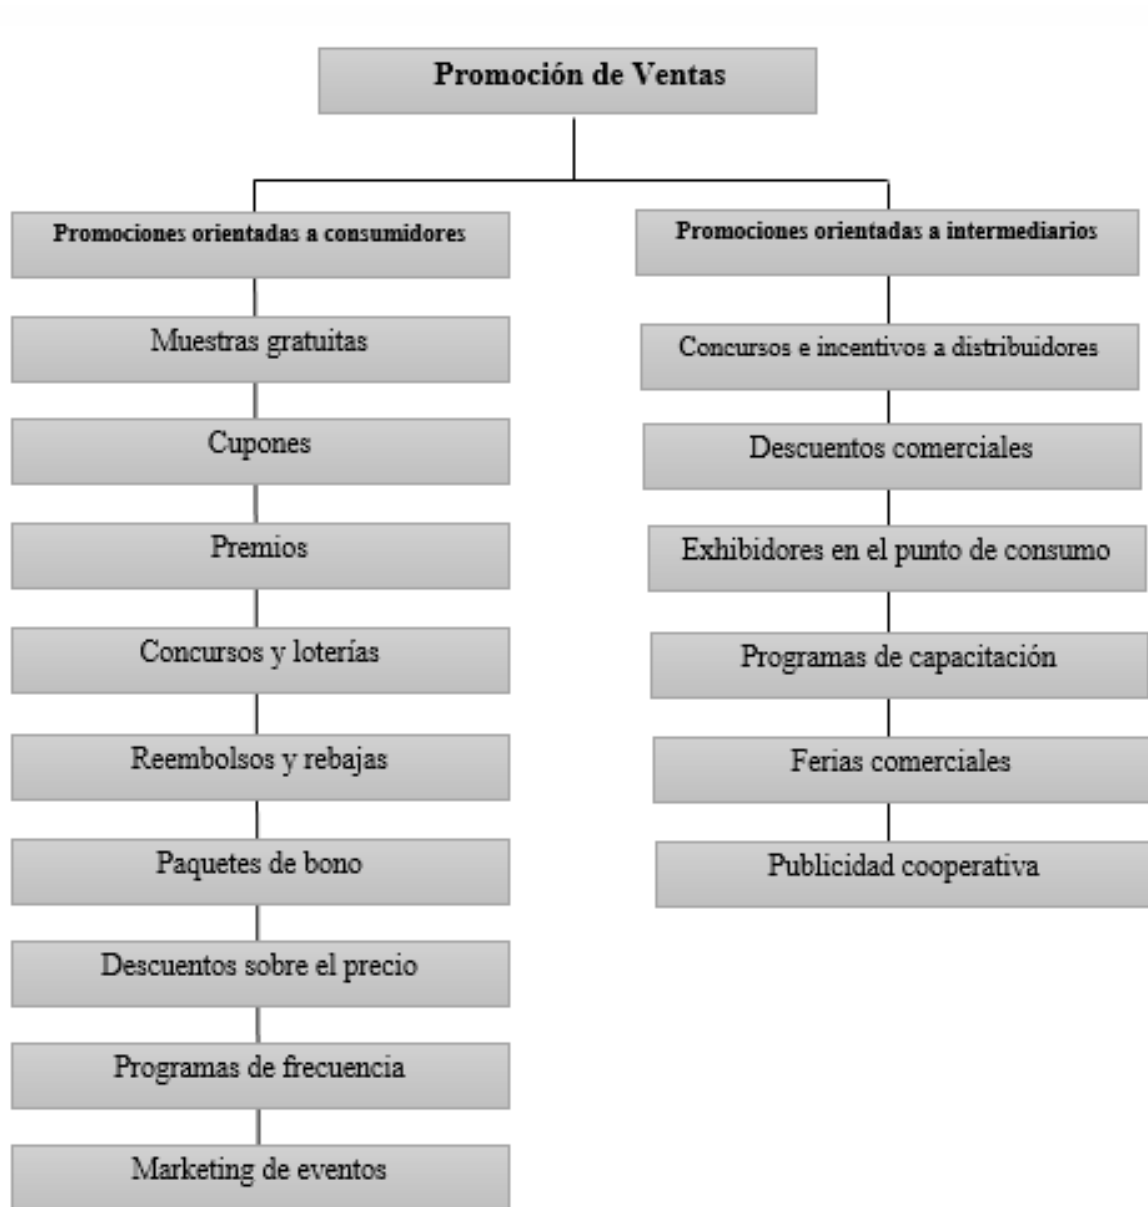 Promoción de Ventas
Promociones orientadas a consumidores
Muestras gratuitas
Cupones
Premios
Concursos y loterías
Reembolsos y rebajas
Paquetes de bono
Descuentos sobre el precio
Programas de frecuencia
Marketing de eventos
Promociones orientadas a intermediarios
Concursos e incentivos a distribuidores
Descuentos comerciales
Exhibidores en el punto de consumo
Programas de capacitación
Ferias comerciales
Publicidad cooperativa